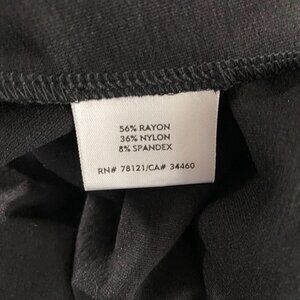 56% RAYON
36% NYLON
8% SPANDEX
RN# 78121/CA# 34460